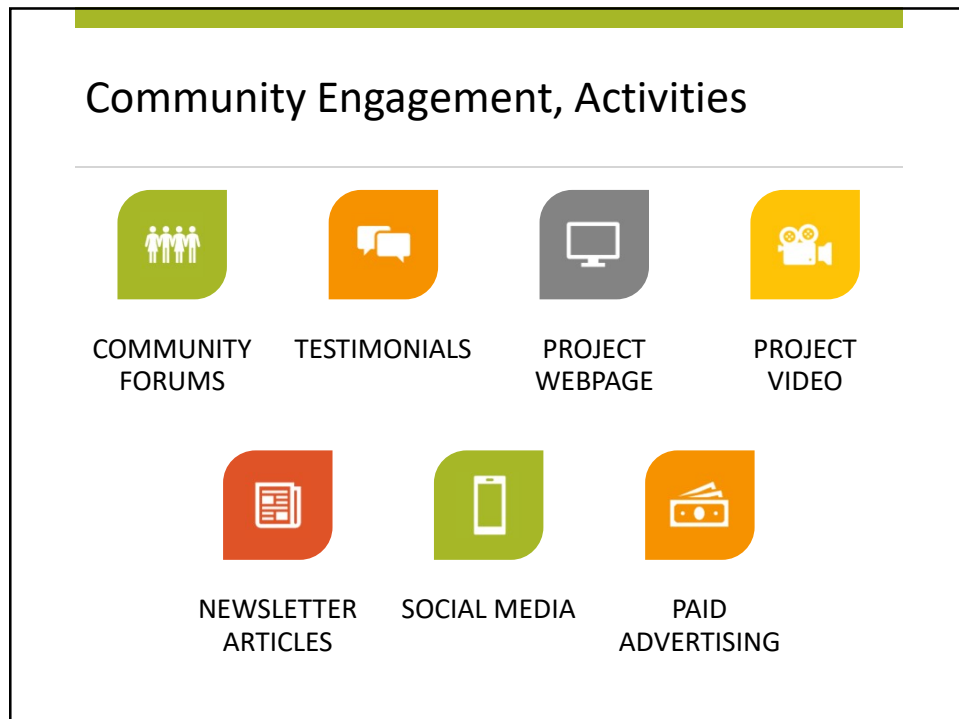 Community Engagement, Activities
COMMUNITY
FORUMS
TESTIMONIALS
PROJECT
WEBPAGE
PROJECT
VIDEO
NEWSLETTER
ARTICLES
SOCIAL MEDIA
PAID
ADVERTISING